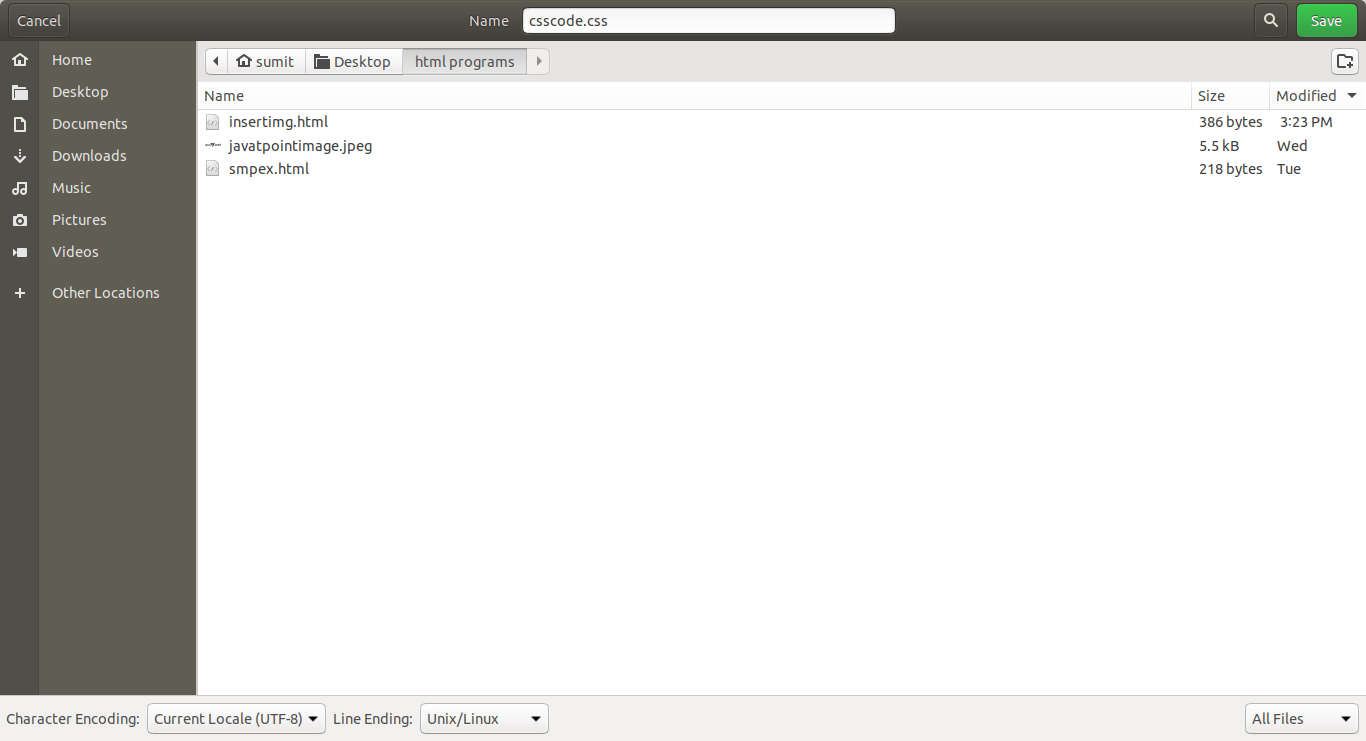 Cancel Name csscode.css Save
Home
Desktop
Documents
Downloads
Music
Pictures
Videos
Other Locations
sumit Desktop html programs
Name Size Modified
insertimg.html 386 bytes 3:23 PM
javatpointimage.jpeg 5.5 kB Wed
smpex.html 218 bytes Tue
Character Encoding: Current Locale (UTF-8) Line Ending: Unix/Linux All Files